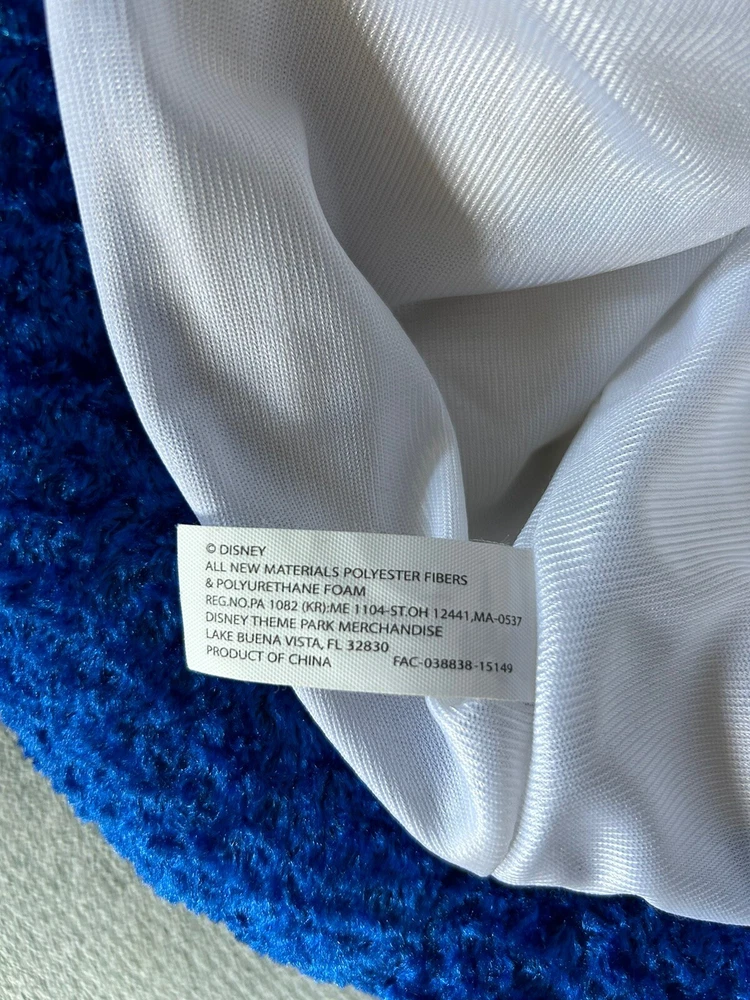 © DISNEY
ALL NEW MATERIALS POLYESTER FIBERS
& POLYURETHANE FOAM
REG.NO.PA 1082 (KR):ME 1104-ST.OH 12441,MA-0537
DISNEY THEME PARK MERCHANDISE
LAKE BUENA VISTA, FL 32830
PRODUCT OF CHINA FAC-038838-15149